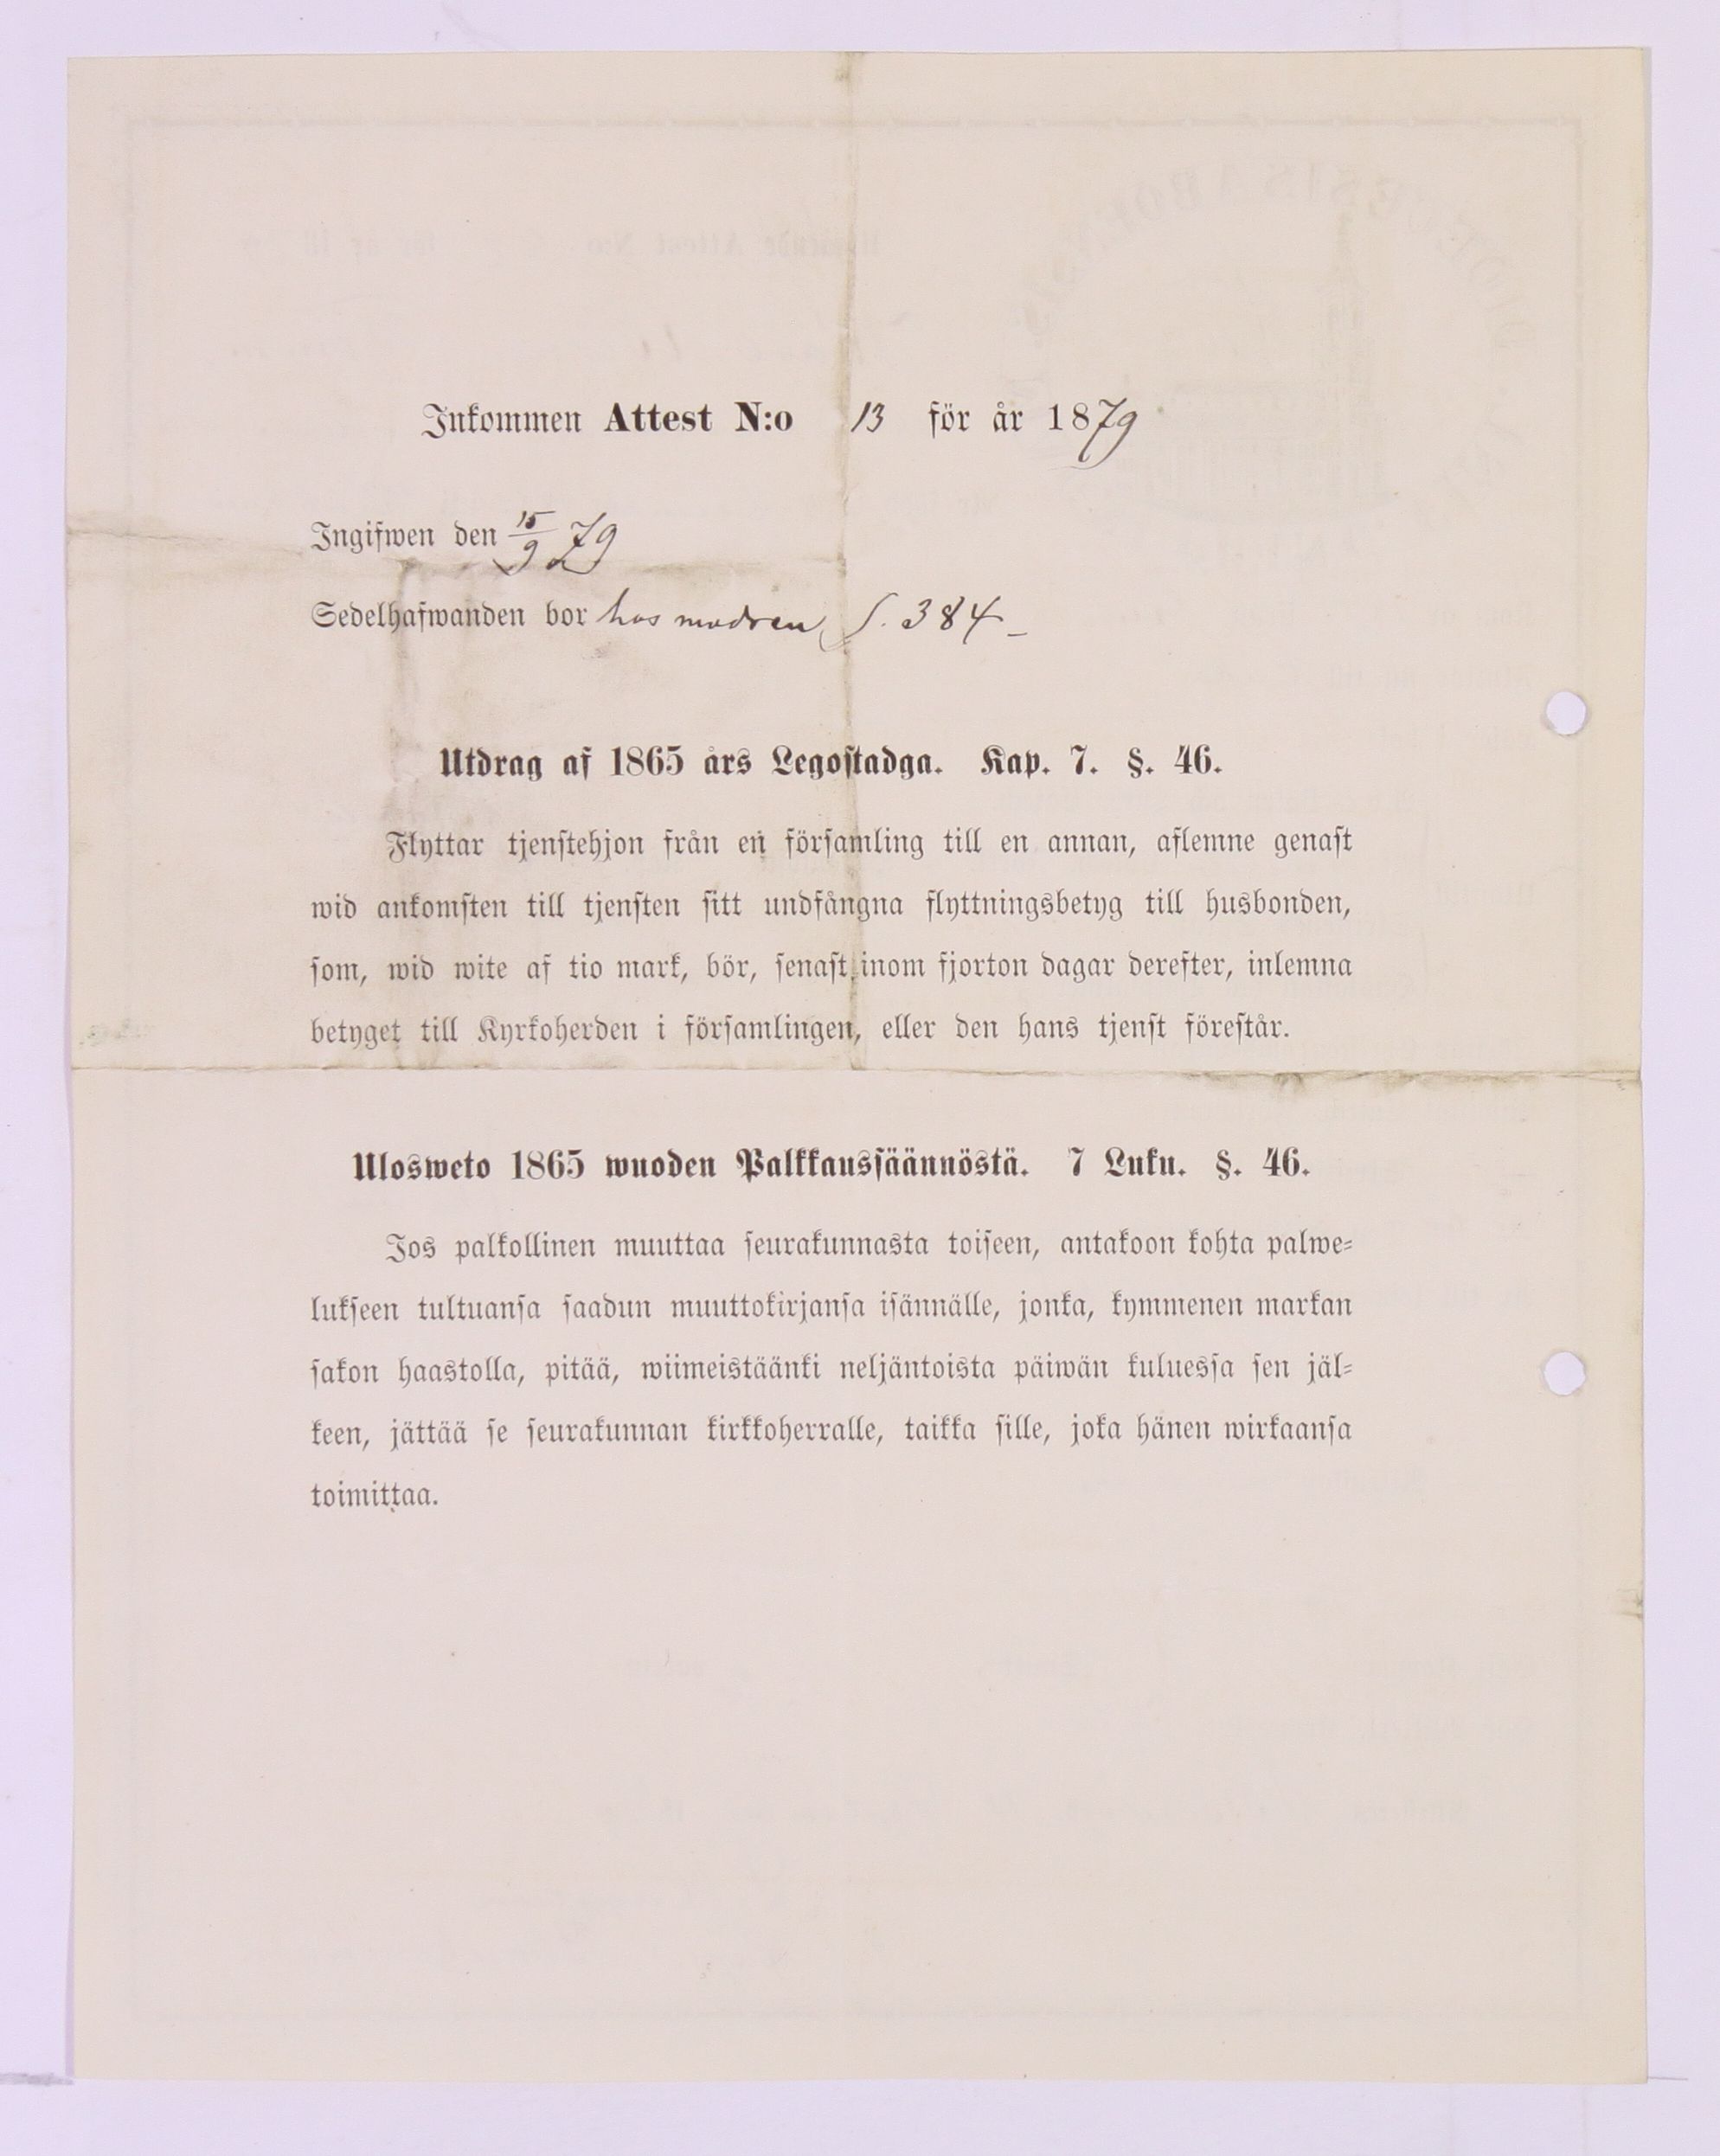 Inkommen Attest N:o 13 för år 1879
Ingifwen den 15/9 79
Sedelhafwanden bor hos modren S. 384
Utdrag af 1865 års Legostadga. Kap. 7. §. 46.
Flyttar tjenstehjon från en församling till en annan, aflemne genast
wid ankomsten till tjensten sitt undfångna flyttningsbetyg till husbonden,
som, wid wite af tio mark, bör, senast inom fjorton dagar derefter, inlemna
betyget till Kyrkoherden i församlingen, eller den hans tjenst förestår.
Ulosweto 1865 wuoden Palkkaussäännöstä. 7 Luku. §. 46.
Jos palkollinen muuttaa seurakunnasta toiseen, antakoon kohta palwe-
lukseen tultuansa saadun muuttokirjansa isännälle, jonka, kymmenen markan
sakon haastolla, pitää, wiimeistäänki neljäntoista päiwän kuluessa sen jäl-
keen, jättää se seurakunnan kirkkoherralle, taikka sille, joka hänen wirkaansa
toimittaa.